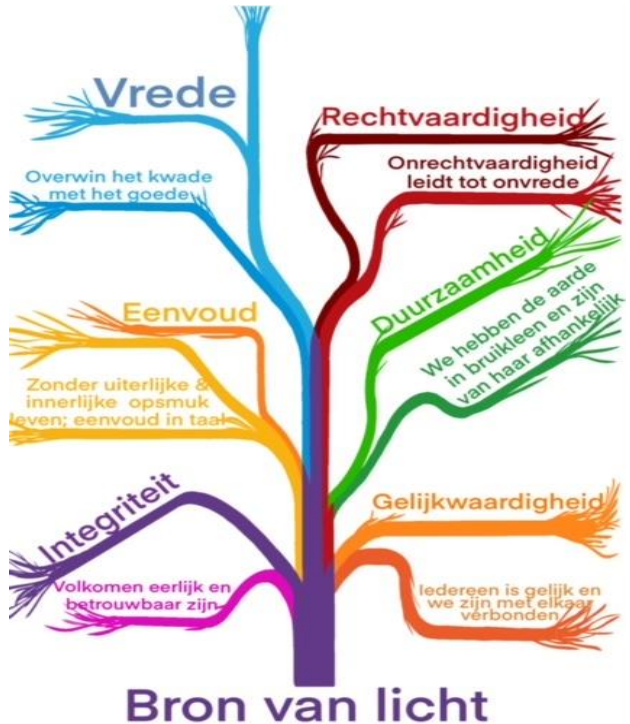 Vrede
Overwin het kwade
met het goede
Rechtvaardigheid
Onrechtvaardigheid
leidt tot onvrede
Eenvoud
Zonder uiterlijke &
innerlijke opsmuk
leven; eenvoud in taal
Duurzaamheid
We hebben de aarde
in bruikleen en zijn
van haar afhankelijk
Integriteit
Volkomen eerlijk en
betrouwbaar zijn
Gelijkwaardigheid
Iedereen is gelijk en
we zijn met elkaar
verbonden
Bron van licht